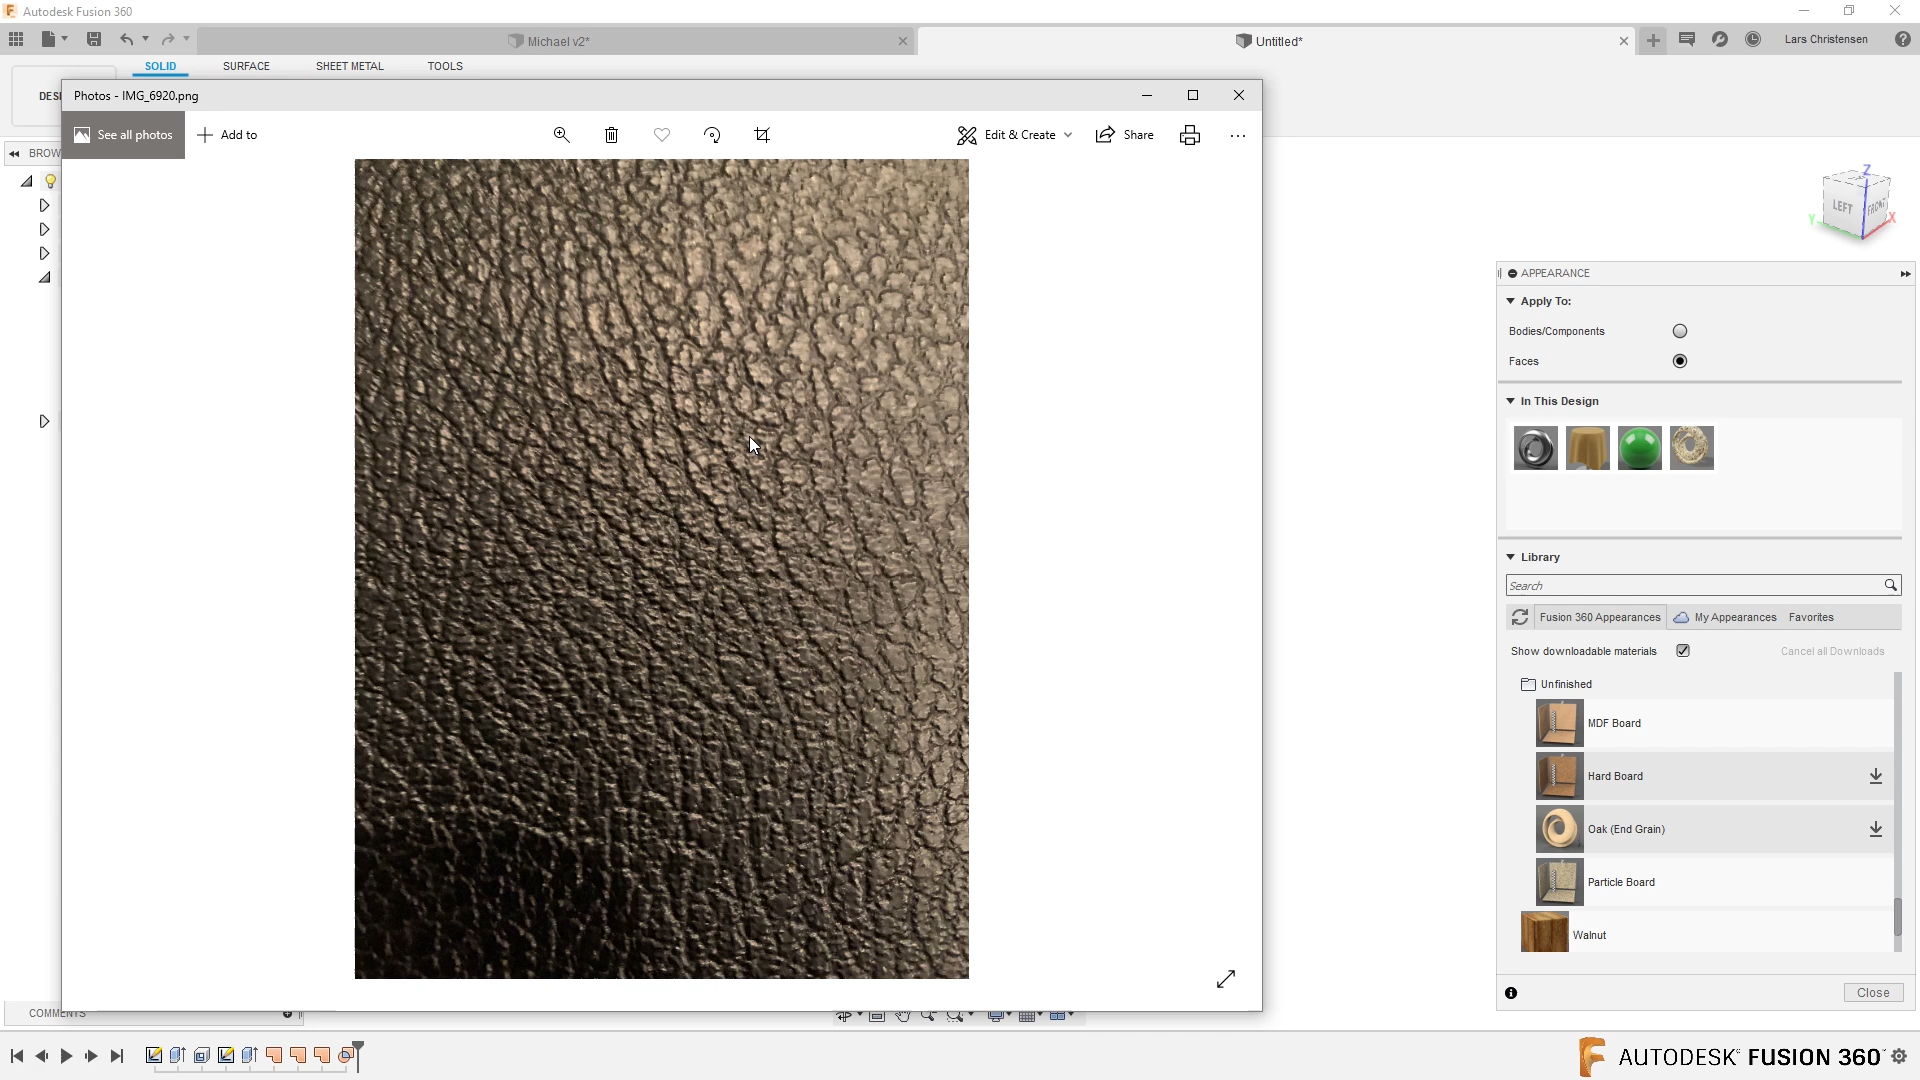 Autodesk Fusion 360
Michael v2*
Untitled*
Lars Christensen
SOLID
SURFACE
SHEET METAL
TOOLS
Photos - IMG_6920.png
See all photos
Add to
Edit & Create
Share
BROW
LEFT
FRONT
Z
Y
X
APPEARANCE
Apply To:
Bodies/Components
Faces
In This Design
Library
Search
Fusion 360 Appearances
My Appearances
Favorites
Show downloadable materials
Cancel all Downloads
Unfinished
MDF Board
Hard Board
Oak (End Grain)
Particle Board
Walnut
Close
COMMENTS
AUTODESK® FUSION 360™